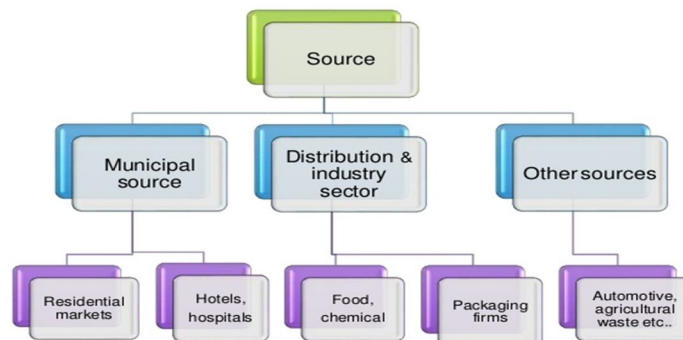 Source
Municipal
source
Distribution &
industry
sector
Other sources
Residential
markets
Hotels,
hospitals
Food,
chemical
Packaging
firms
Automotive,
agricultural
waste etc..